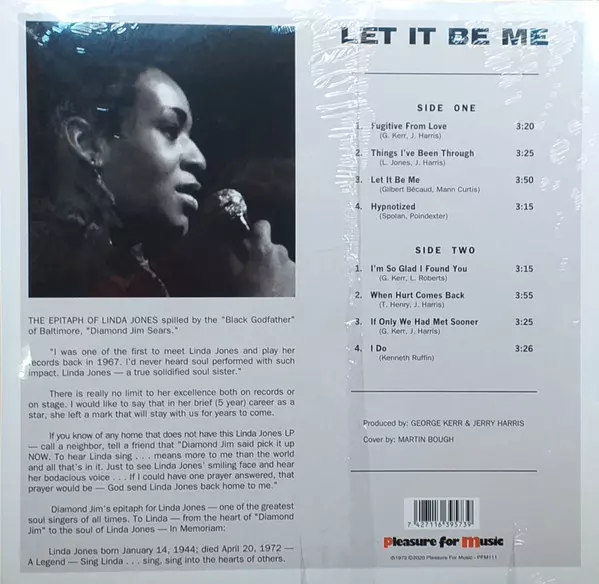 LET IT BE ME
THE EPITAPH OF LINDA JONES spilled by the "Black Godfather"
of Baltimore, "Diamond Jim Sears."
"I was one of the first to meet Linda Jones and play her
records back in 1967. I'd never heard soul performed with such
impact. Linda Jones — a true solidified soul sister."
There is really no limit to her excellence both on records or
on stage. I would like to say that in her brief (5 year) career as a
star, she left a mark that will stay with us for years to come.
If you know of any home that does not have this Linda Jones LP
— call a neighbor, tell a friend that "Diamond Jim said pick it up
NOW. To hear Linda sing . . . means more to me than the world
and all that's in it. Just to see Linda Jones' smiling face and hear
her bodacious voice . . . If I could have one prayer answered, that
prayer would be — God send Linda Jones back home to me."
Diamond Jim's epitaph for Linda Jones — one of the greatest
soul singers of all times. To Linda — from the heart of "Diamond
Jim" to the soul of Linda Jones — In Memoriam:
Linda Jones born January 14, 1944; died April 20, 1972 —
A Legend — Sing Linda . . . sing, sing into the hearts of others.
SIDE ONE
1. Fugitive From Love 3:20
(G. Kerr, J. Harris)
2. Things I've Been Through 3:25
(L. Jones, J. Harris)
3. Let It Be Me 3:50
(Gilbert Bécaud, Mann Curtis)
4. Hypnotized 3:15
(Spolan, Poindexter)
SIDE TWO
1. I'm So Glad I Found You 3:15
(G. Kerr, L. Roberts)
2. When Hurt Comes Back 3:55
(T. Henry, J. Harris)
3. If Only We Had Met Sooner 3:25
(G. Kerr, J. Harris)
4. I Do 3:26
(Kenneth Ruffin)
Produced by: GEORGE KERR & JERRY HARRIS
Cover by: MARTIN BOUGH
7 427116 395739
Pleasure for Music
©1972 ©2020 Pleasure For Music - PFM111